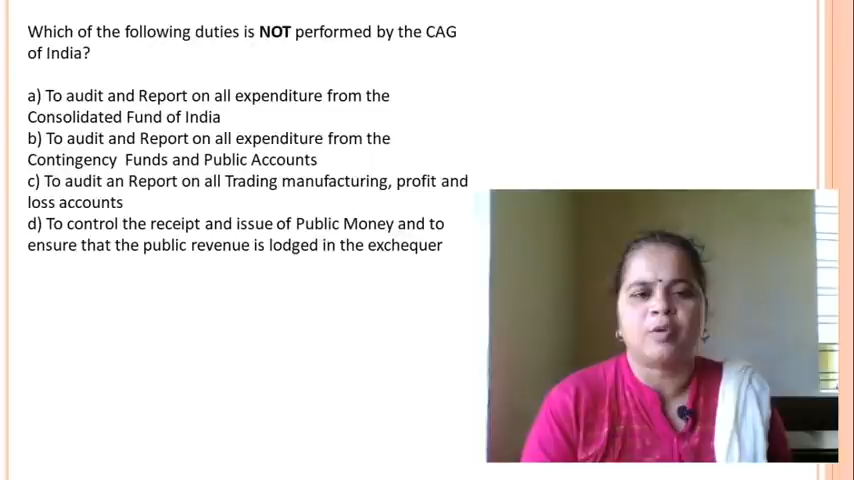 Which of the following duties is NOT performed by the CAG
of India?
a) To audit and Report on all expenditure from the
Consolidated Fund of India
b) To audit and Report on all expenditure from the
Contingency  Funds and Public Accounts
c) To audit an Report on all Trading manufacturing, profit and
loss accounts
d) To control the receipt and issue of Public Money and to
ensure that the public revenue is lodged in the exchequer